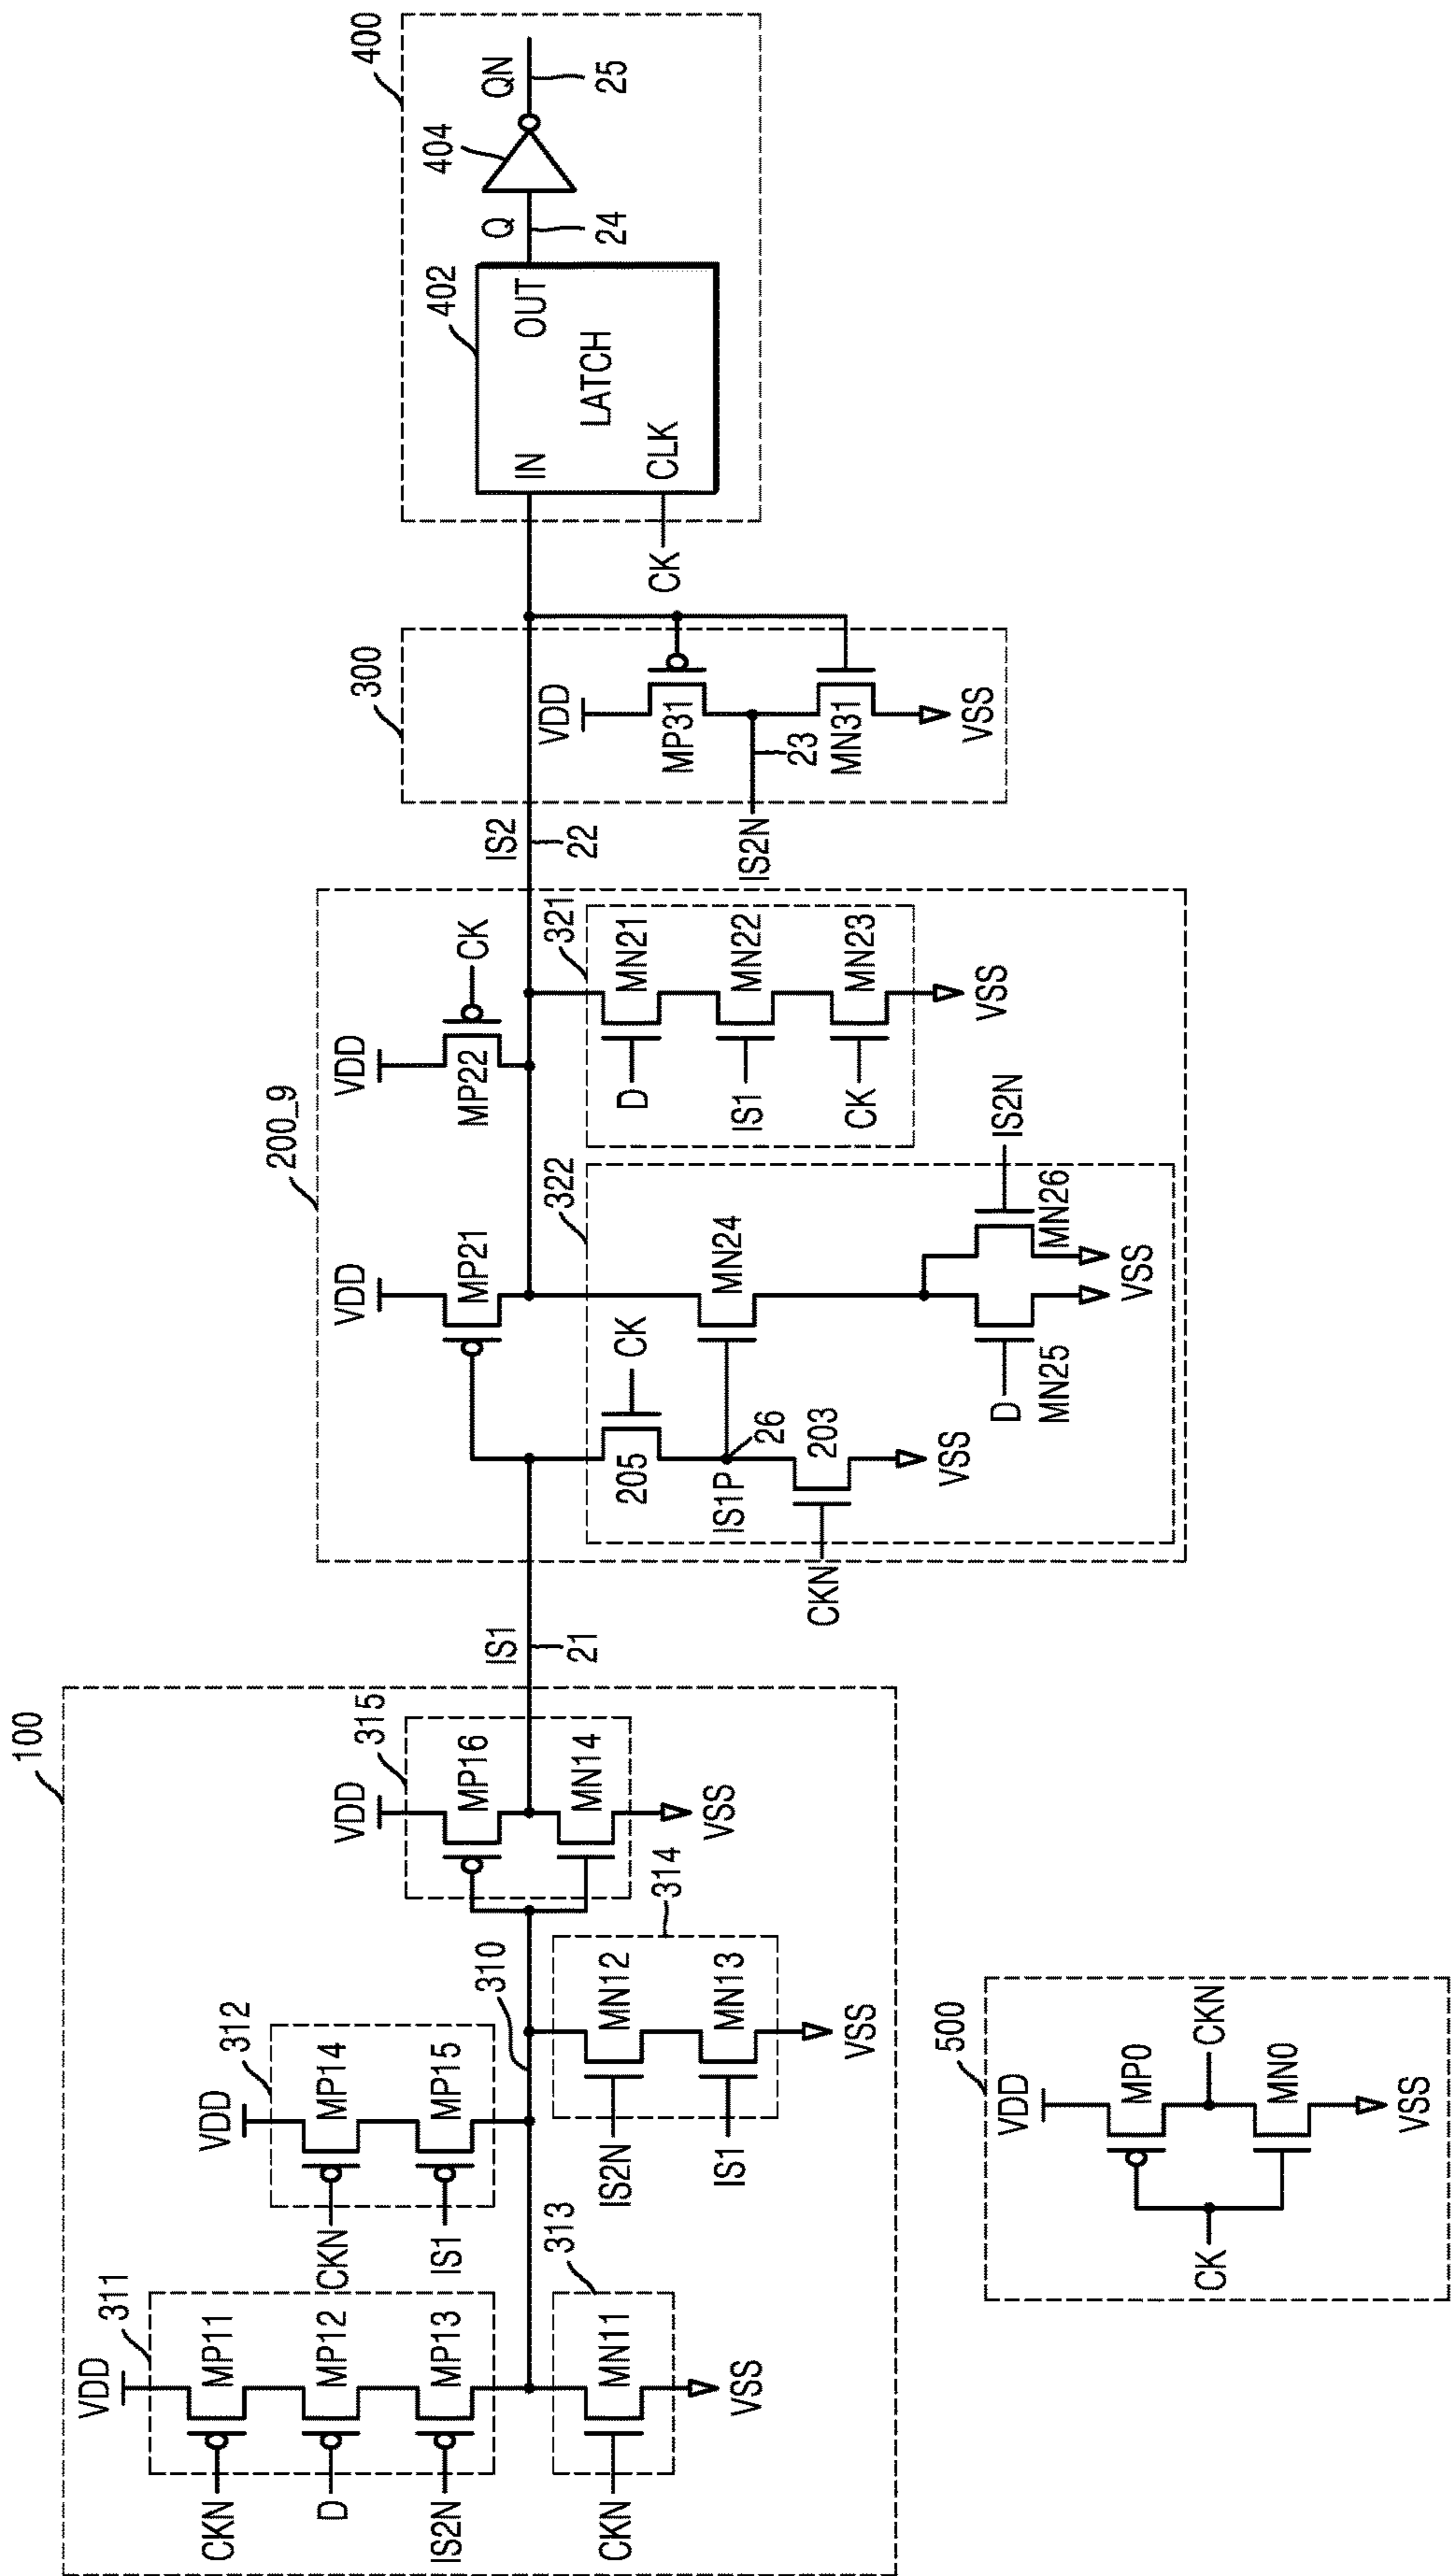 100
311
VDD
MP11
MP12
MP13
CKN
D
IS2N
313
MN11
CKN
VSS
312
VDD
MP14
MP15
CKN
IS1
310
314
MN12
MN13
IS2N
IS1
VSS
315
VDD
MP16
MN14
VSS
IS1
21
500
VDD
MP0
MN0
CK
CKN
VSS
200_9
VDD
MP21
VDD
MP22
CK
322
205
CK
IS1P
26
203
CKN
VSS
MN24
D
MN25
MN26
IS2N
VSS
321
MN21
MN22
MN23
D
IS1
CK
VSS
IS2
22
300
VDD
MP31
MN31
23
IS2N
VSS
400
402
IN
OUT
LATCH
CLK
CK
Q
24
404
QN
25